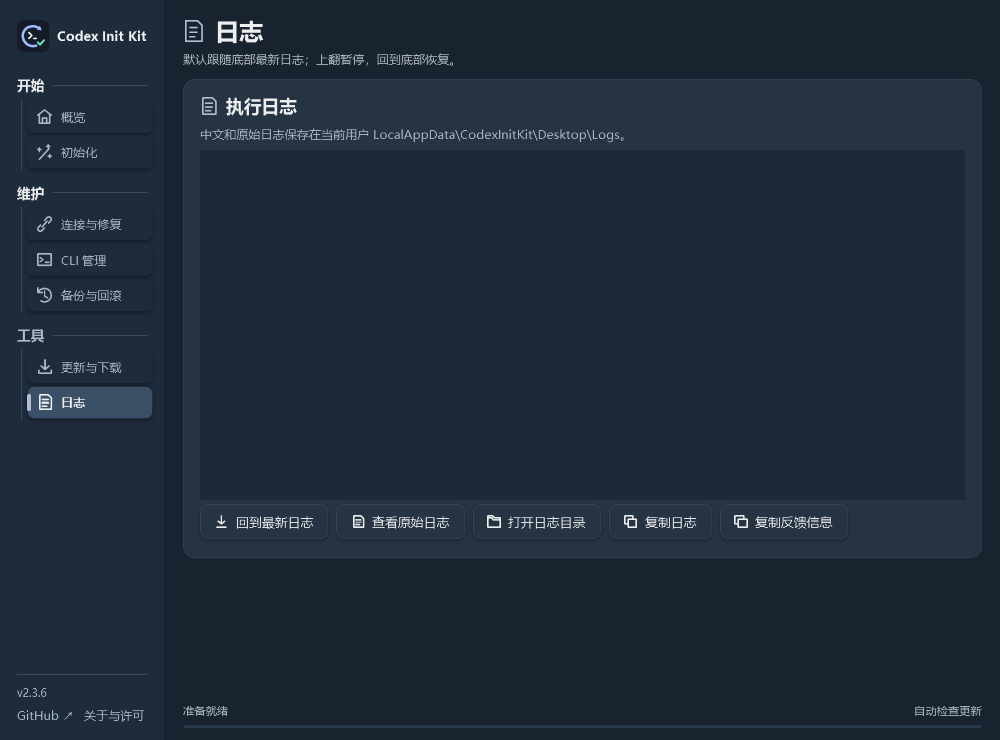 Codex Init Kit
开始
概览
初始化
维护
连接与修复
CLI 管理
备份与回滚
工具
更新与下载
日志
v2.3.6
GitHub ↗ 关于与许可
日志
默认跟随底部最新日志；上翻暂停，回到底部恢复。
执行日志
中文和原始日志保存在当前用户 LocalAppData\CodexInitKit\Desktop\Logs。
回到最新日志 查看原始日志 打开日志目录 复制日志 复制反馈信息
准备就绪 自动检查更新